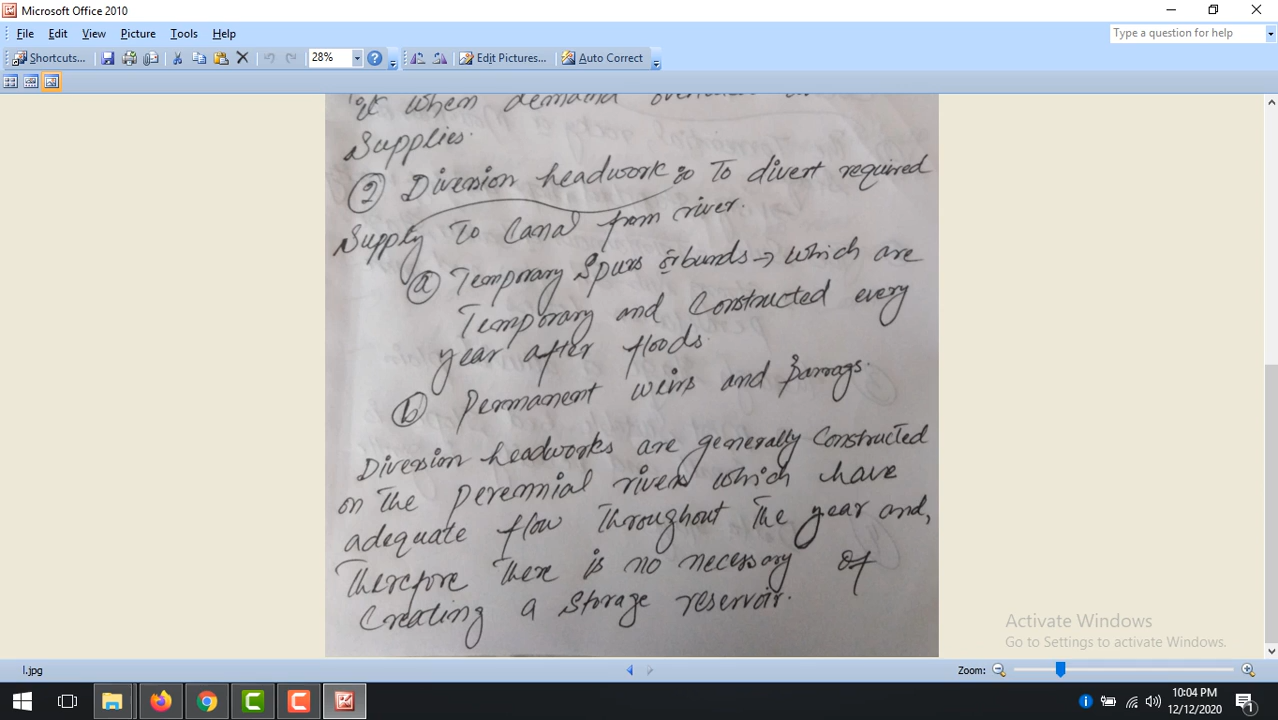 Microsoft Office 2010
File Edit View Picture Tools Help
Type a question for help
Shortcuts...
28%
Edit Pictures...
Auto Correct
when demand
Supplies.
② Diversion headwork :- To divert required
Supply To Canal from river.
ⓐ Temporary Spurs or bunds → which are
Temporary and Constructed every
year after floods.
ⓑ Permanent weirs and Barrags.
Diversion headworks are generally Constructed
on The perennial rivers which have
adequate flow Throughout The year and,
Therefore There is no necessary of
Creating a Storage reservoir.
Activate Windows
Go to Settings to activate Windows.
l.jpg
Zoom:
10:04 PM
12/12/2020
1